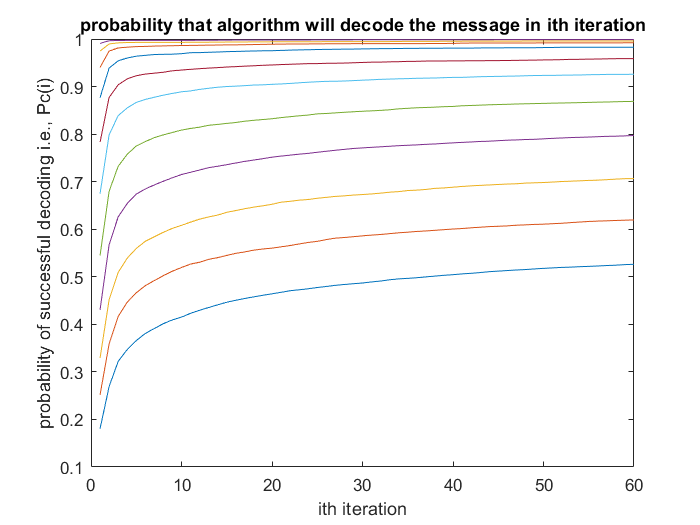 probability that algorithm will decode the message in ith iteration
probability of successful decoding i.e., Pc(i)
1
0.9
0.8
0.7
0.6
0.5
0.4
0.3
0.2
0.1
0 10 20 30 40 50 60
ith iteration